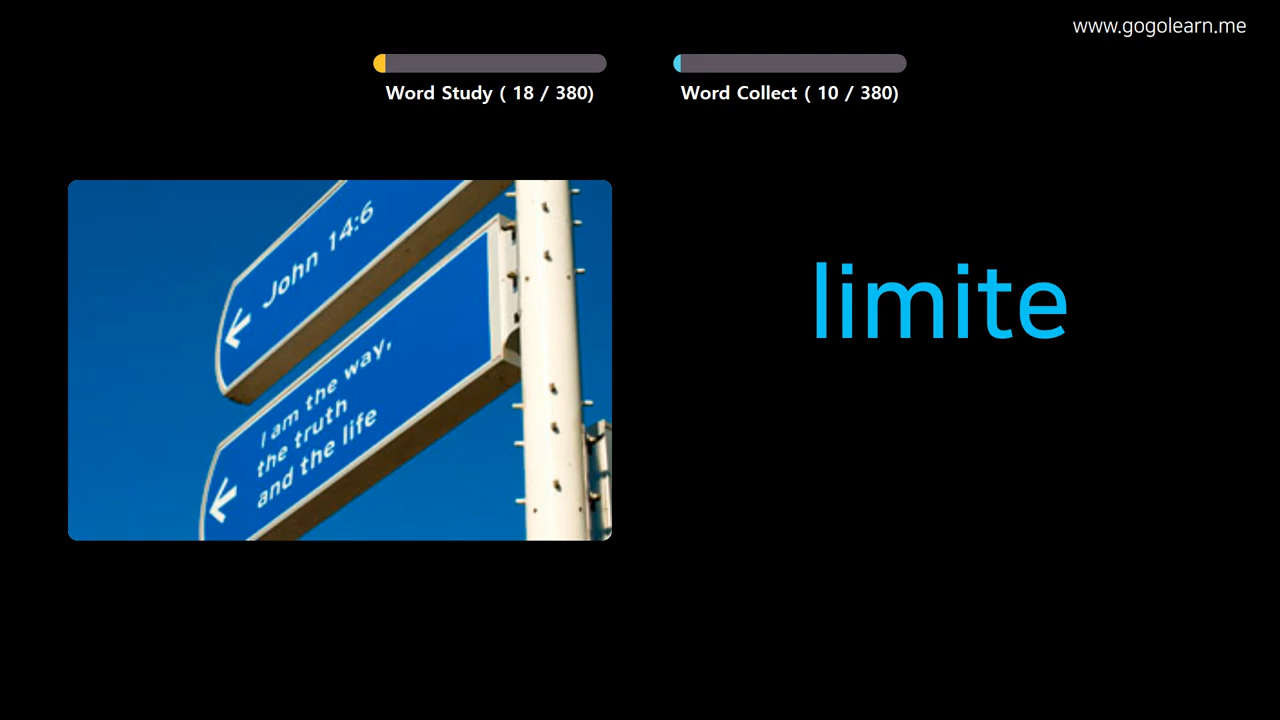 www.gogolearn.me
Word Study ( 18 / 380)
Word Collect ( 10 / 380)
John 14:6
I am the way,
the truth
and the life
limite